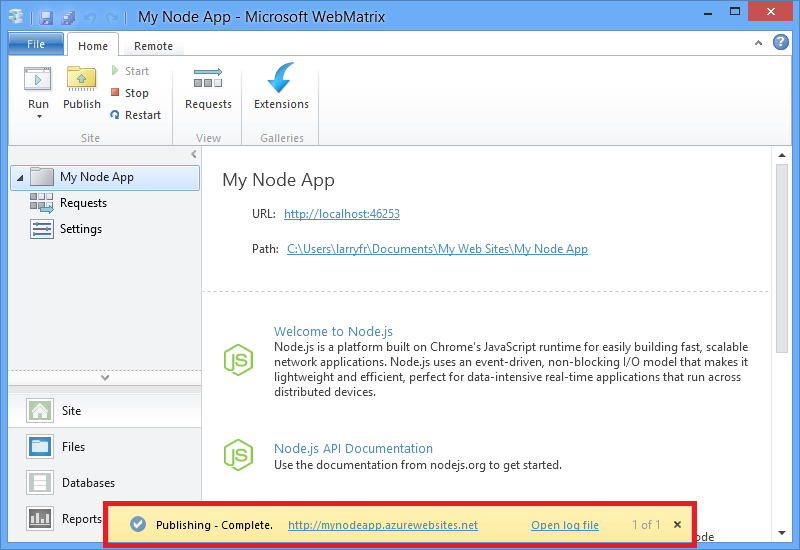 My Node App - Microsoft WebMatrix
File Home Remote
Run
Publish
Start
Stop
Restart
Site
Requests
View
Extensions
Galleries
My Node App
Requests
Settings
Site
Files
Databases
Reports
My Node App
URL: http://localhost:46253
Path: C:\Users\larryfr\Documents\My Web Sites\My Node App
JS
Welcome to Node.js
Node.js is a platform built on Chrome's JavaScript runtime for easily building fast, scalable
network applications. Node.js uses an event-driven, non-blocking I/O model that makes it
lightweight and efficient, perfect for data-intensive real-time applications that run across
distributed devices.
JS
Node.js API Documentation
Use the documentation from nodejs.org to get started.
Publishing - Complete. http://mynodeapp.azurewebsites.net Open log file 1 of 1
ode